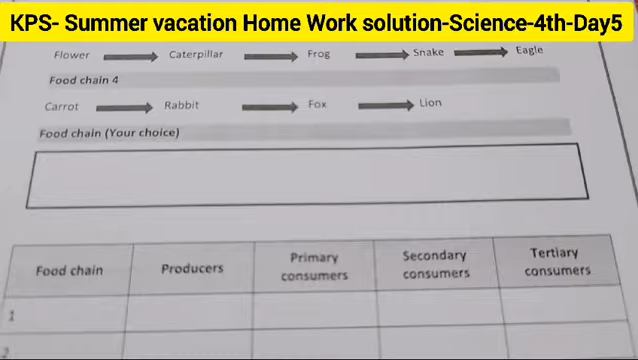 KPS- Summer vacation Home Work solution-Science-4th-Day5
Flower Caterpillar Frog Snake Eagle
Food chain 4
Carrot Rabbit Fox Lion
Food chain (Your choice)
Food chain Producers Primary consumers Secondary consumers Tertiary consumers
1
2